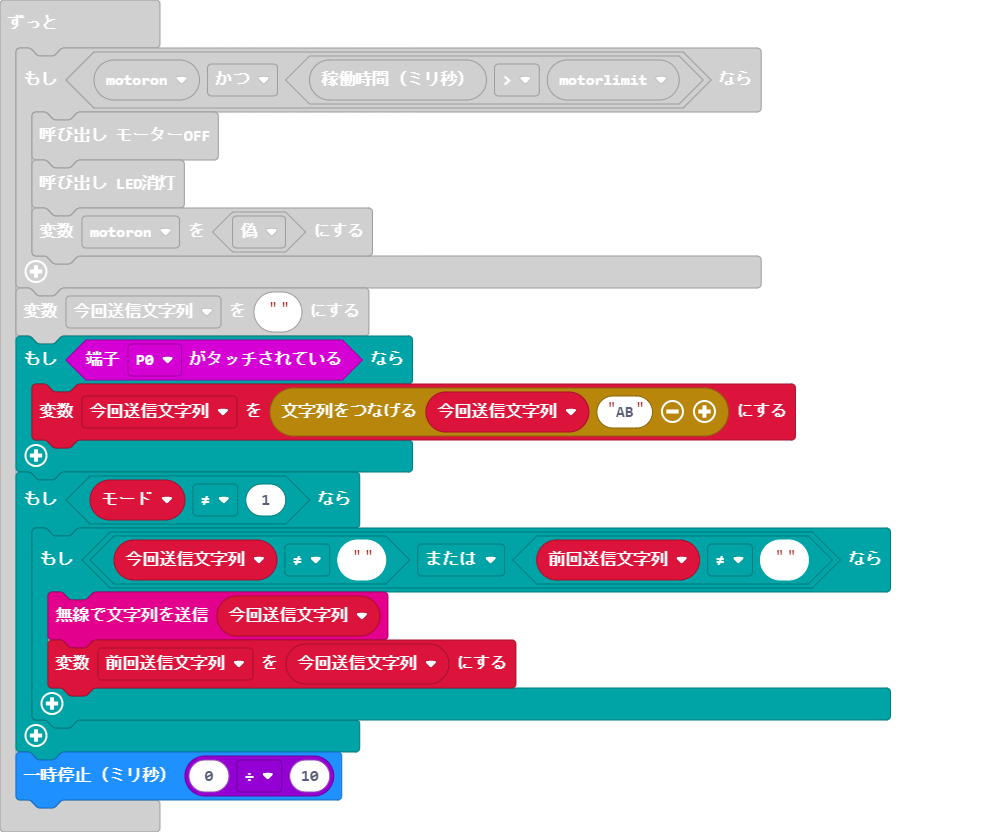 ずっと
もし motoron かつ 稼働時間（ミリ秒） > motorlimit なら
呼び出し モーターOFF
呼び出し LED消灯
変数 motoron を 偽 にする
変数 今回送信文字列 を "" にする
もし 端子 P0 がタッチされている なら
変数 今回送信文字列 を 文字列をつなげる 今回送信文字列 "AB" にする
もし モード ≠ 1 なら
もし 今回送信文字列 ≠ "" または 前回送信文字列 ≠ "" なら
無線で文字列を送信 今回送信文字列
変数 前回送信文字列 を 今回送信文字列 にする
一時停止（ミリ秒） 0 ÷ 10